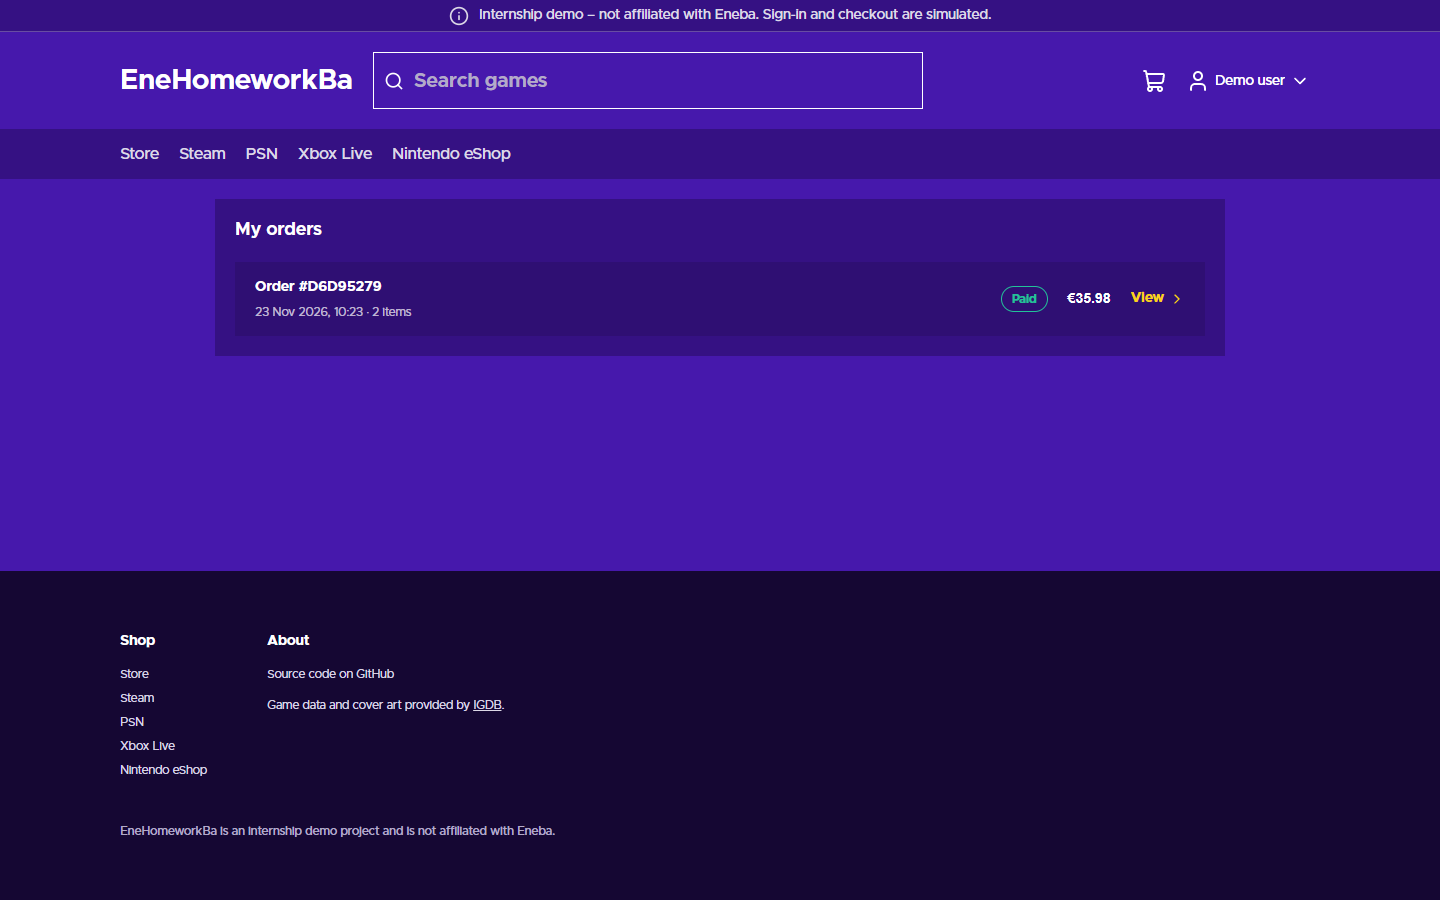 Internship demo – not affiliated with Eneba. Sign-in and checkout are simulated.
EneHomeworkBa
Search games
Demo user
Store
Steam
PSN
Xbox Live
Nintendo eShop
My orders
Order #D6D95279
23 Nov 2026, 10:23 · 2 items
Paid
€35.98
View
Shop
Store
Steam
PSN
Xbox Live
Nintendo eShop
About
Source code on GitHub
Game data and cover art provided by IGDB.
EneHomeworkBa is an internship demo project and is not affiliated with Eneba.